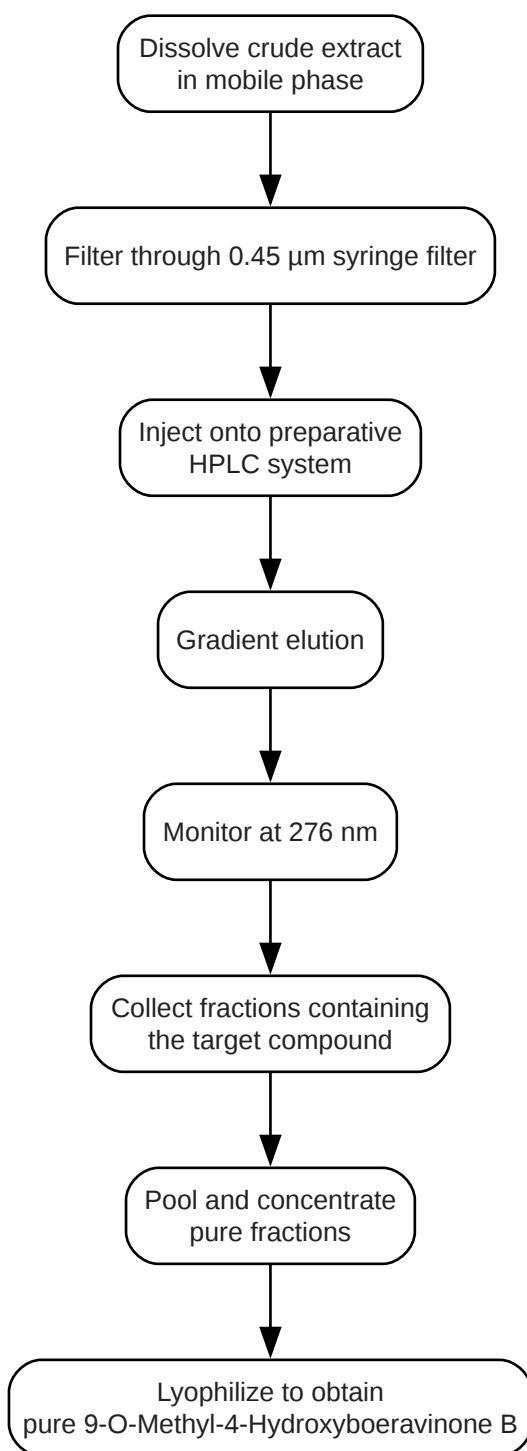 Dissolve crude extract
in mobile phase
Filter through 0.45 µm syringe filter
Inject onto preparative
HPLC system
Gradient elution
Monitor at 276 nm
Collect fractions containing
the target compound
Pool and concentrate
pure fractions
Lyophilize to obtain
pure 9-O-Methyl-4-Hydroxyboeravinone B